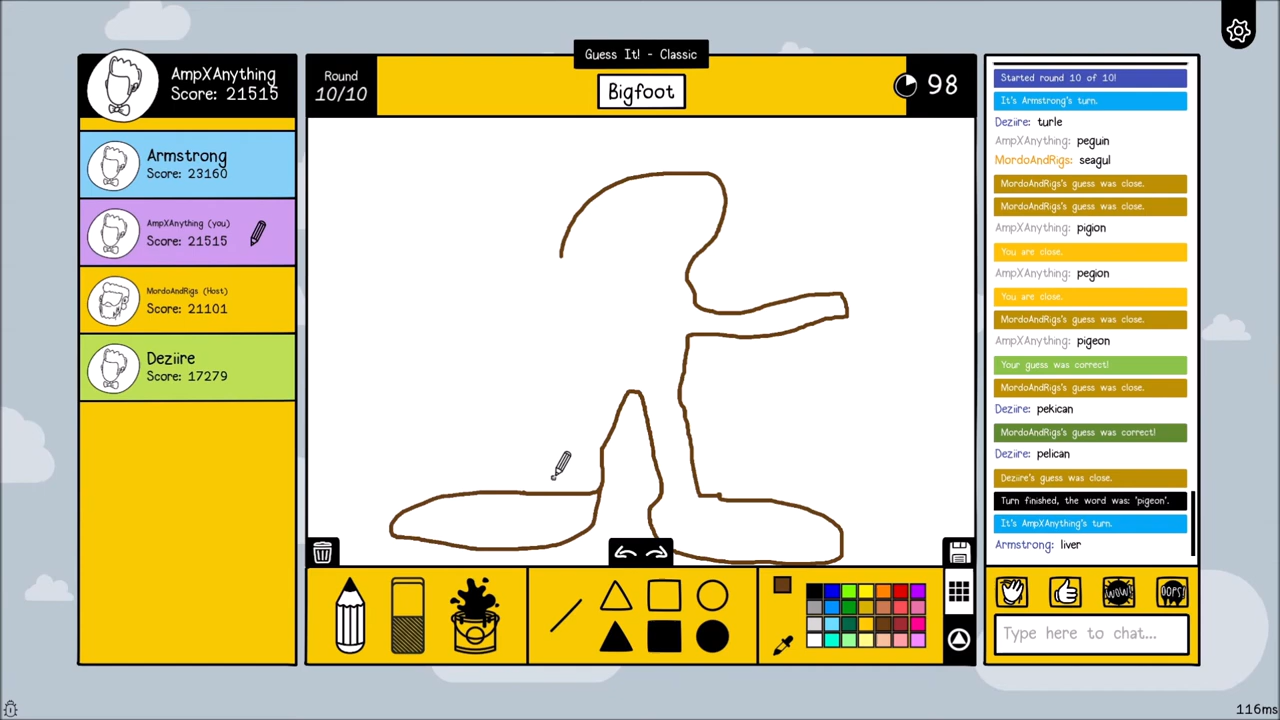 Guess It! - Classic
AmpXAnything
Score: 21515
Round
10/10
Bigfoot
98
Armstrong
Score: 23160
AmpXAnything (you)
Score: 21515
MordoAndRigs (Host)
Score: 21101
Deziire
Score: 17279
Started round 10 of 10!
It's Armstrong's turn.
Deziire: turle
AmpXAnything: peguin
MordoAndRigs: seagul
MordoAndRigs's guess was close.
MordoAndRigs's guess was close.
AmpXAnything: pigion
You are close.
AmpXAnything: pegion
You are close.
MordoAndRigs's guess was close.
AmpXAnything: pigeon
Your guess was correct!
MordoAndRigs's guess was close.
Deziire: pekican
MordoAndRigs's guess was correct!
Deziire: pelican
Deziire's guess was close.
Turn finished, the word was: 'pigeon'.
It's AmpXAnything's turn.
Armstrong: liver
WOW!
OOPS!
Type here to chat...
116ms